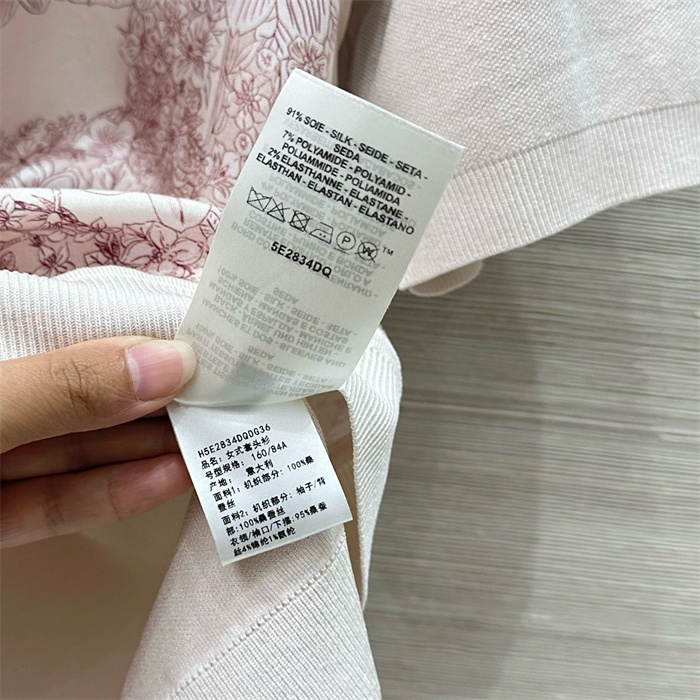 91% SOIE - SILK - SEIDE - SETA -
SEDA
7% POLYAMIDE - POLYAMID -
POLIAMMIDE - POLIAMIDA
2% ELASTHANNE - ELASTANE -
ELASTHAN - ELASTAN - ELASTANO
TM
5E2834DQ
H5E2834DQDG36
品名: 女式套头衫
号型规格: 160/84A
产地: 意大利
面料1: 机织部分: 100%桑
蚕丝
面料2: 机织部分: 袖子/背
部:100%桑蚕丝
衣领/袖口/下摆:95%桑蚕
丝4%锦纶1%氨纶